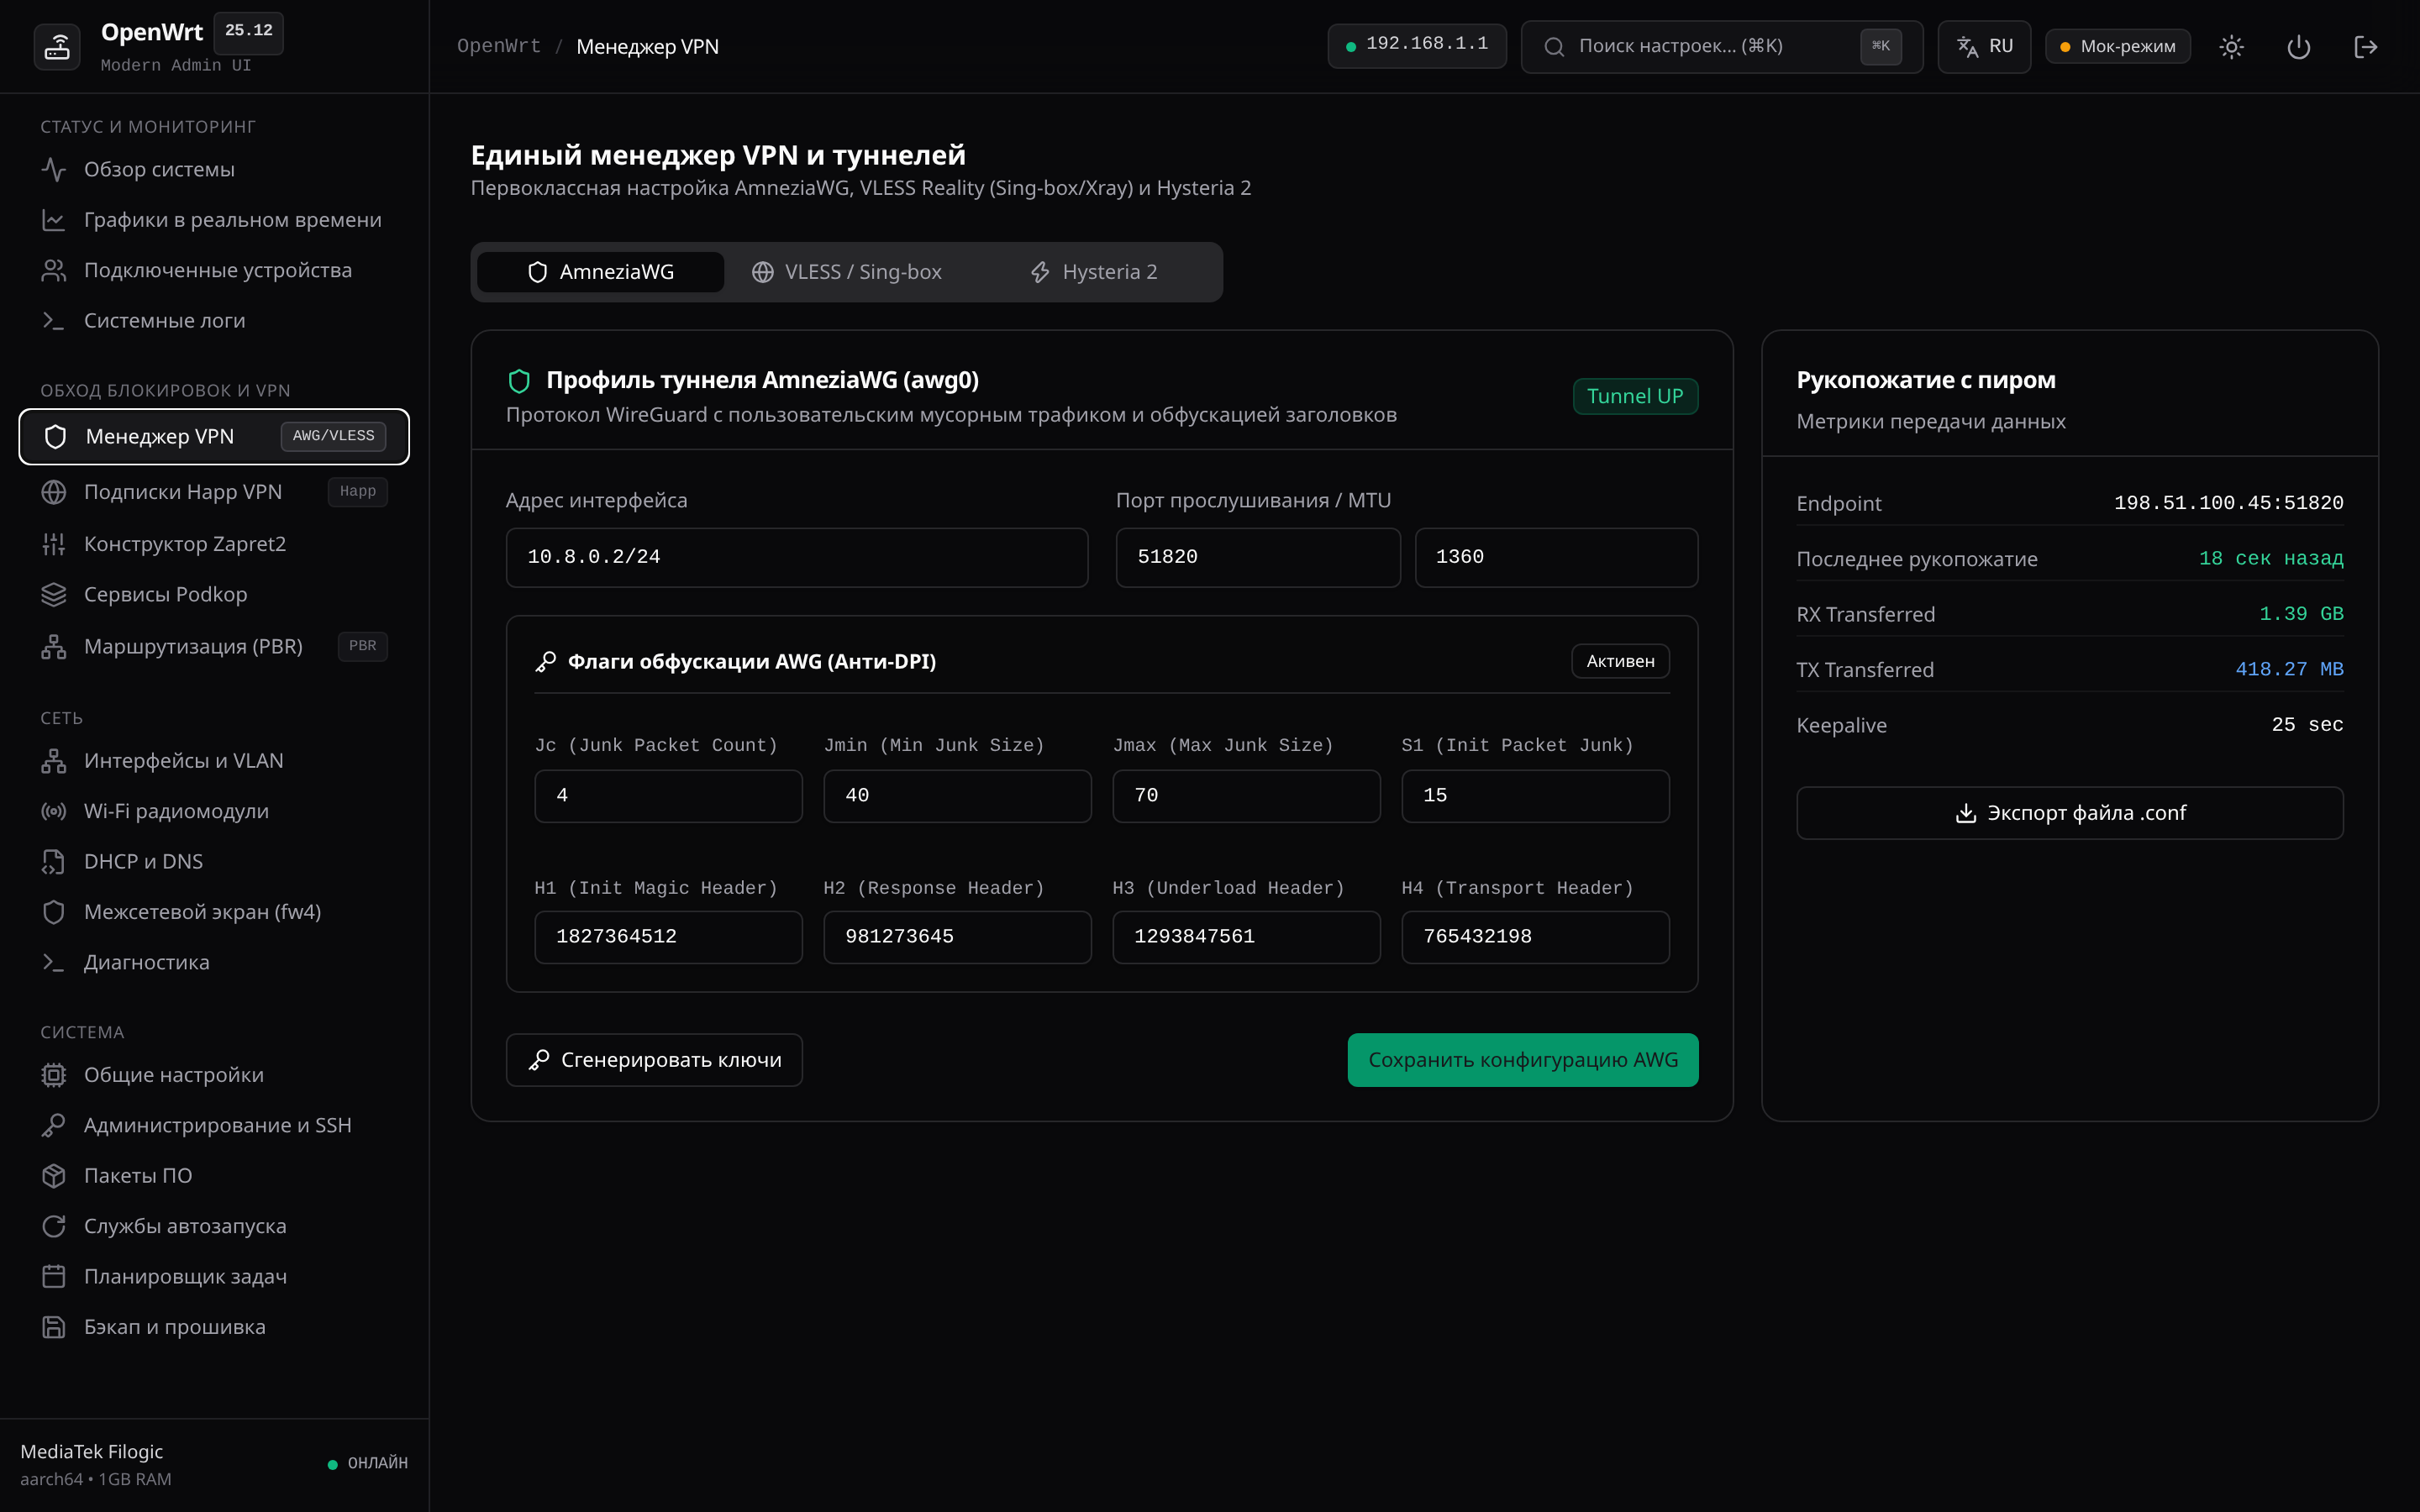 OpenWrt 25.12
Modern Admin UI
OpenWrt / Менеджер VPN
192.168.1.1
Поиск настроек... (⌘K) ⌘K
RU
Мок-режим
СТАТУС И МОНИТОРИНГ
Обзор системы
Графики в реальном времени
Подключенные устройства
Системные логи
ОБХОД БЛОКИРОВОК И VPN
Менеджер VPN AWG/VLESS
Подписки Happ VPN Happ
Конструктор Zapret2
Сервисы Podkop
Маршрутизация (PBR) PBR
СЕТЬ
Интерфейсы и VLAN
Wi-Fi радиомодули
DHCP и DNS
Межсетевой экран (fw4)
Диагностика
СИСТЕМА
Общие настройки
Администрирование и SSH
Пакеты ПО
Службы автозапуска
Планировщик задач
Бэкап и прошивка
MediaTek Filogic
aarch64 • 1GB RAM
ОНЛАЙН
Единый менеджер VPN и туннелей
Первоклассная настройка AmneziaWG, VLESS Reality (Sing-box/Xray) и Hysteria 2
AmneziaWG
VLESS / Sing-box
Hysteria 2
Профиль туннеля AmneziaWG (awg0)
Протокол WireGuard с пользовательским мусорным трафиком и обфускацией заголовков
Tunnel UP
Адрес интерфейса
10.8.0.2/24
Порт прослушивания / MTU
51820
1360
Флаги обфускации AWG (Анти-DPI)
Активен
Jc (Junk Packet Count)
4
Jmin (Min Junk Size)
40
Jmax (Max Junk Size)
70
S1 (Init Packet Junk)
15
H1 (Init Magic Header)
1827364512
H2 (Response Header)
981273645
H3 (Underload Header)
1293847561
H4 (Transport Header)
765432198
Сгенерировать ключи
Сохранить конфигурацию AWG
Рукопожатие с пиром
Метрики передачи данных
Endpoint 198.51.100.45:51820
Последнее рукопожатие 18 сек назад
RX Transferred 1.39 GB
TX Transferred 418.27 MB
Keepalive 25 sec
Экспорт файла .conf